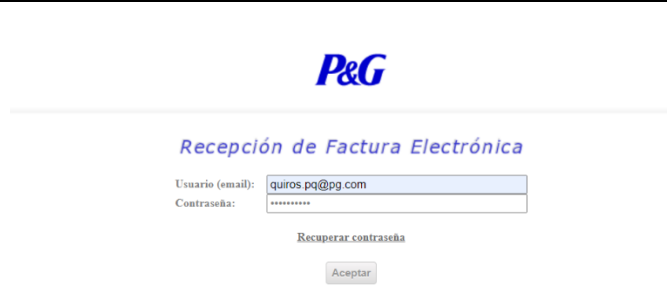 P&G
Recepción de Factura Electrónica
Usuario (email): quiros.pq@pg.com
Contraseña: ••••••••••
Recuperar contraseña
Aceptar